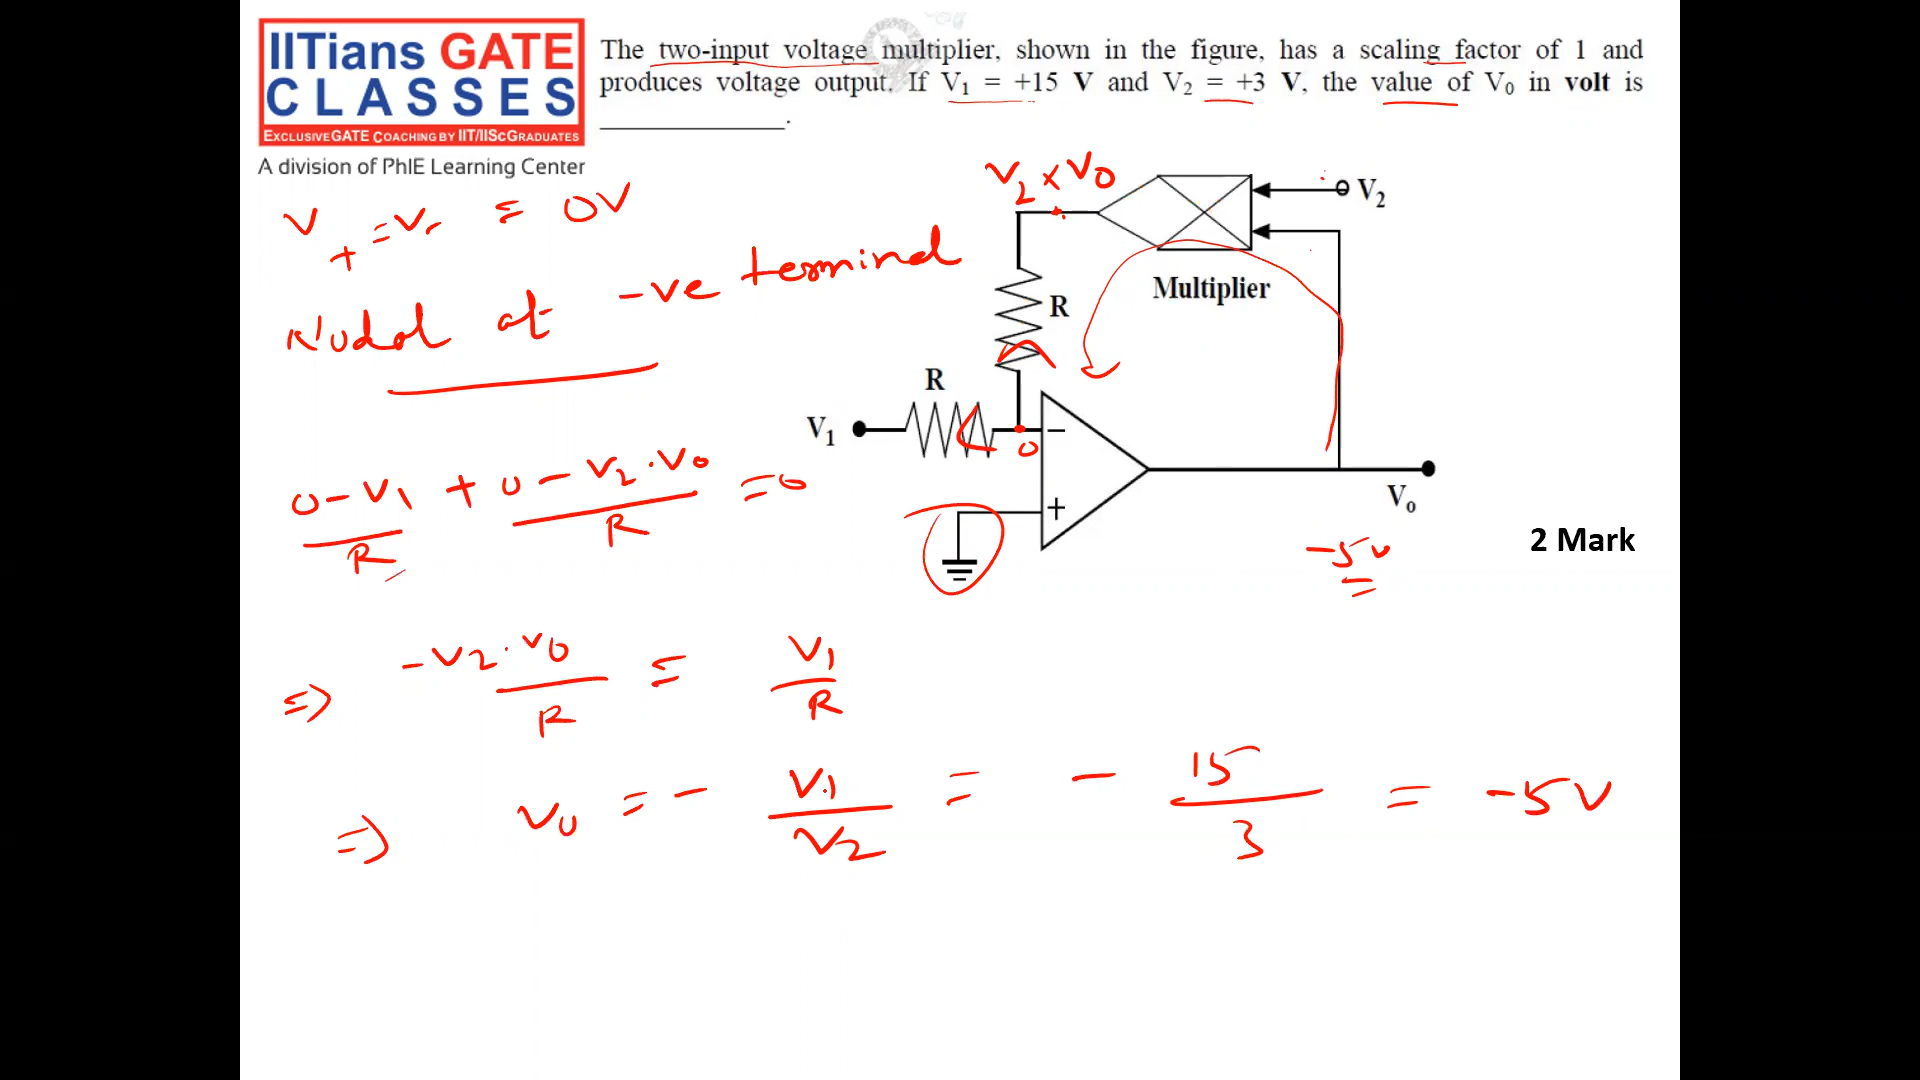 IITians GATE
CLASSES
EXCLUSIVE GATE COACHING BY IIT/IISC GRADUATES
A division of PhIE Learning Center
The two-input voltage multiplier, shown in the figure, has a scaling factor of 1 and
produces voltage output. If V₁ = +15 V and V₂ = +3 V, the value of V₀ in volt is
____________.
V₊ = V₋ = 0V
Nodal at -ve terminal
V₂ × V₀
V₂
Multiplier
R
R
V₁
0
−
+
Vₒ
-5v
2 Mark
(0 - V₁)/R + (0 - V₂·V₀)/R = 0
⇒ (-V₂·V₀)/R = V₁/R
⇒ V₀ = - V₁/V₂ = - 15/3 = -5V